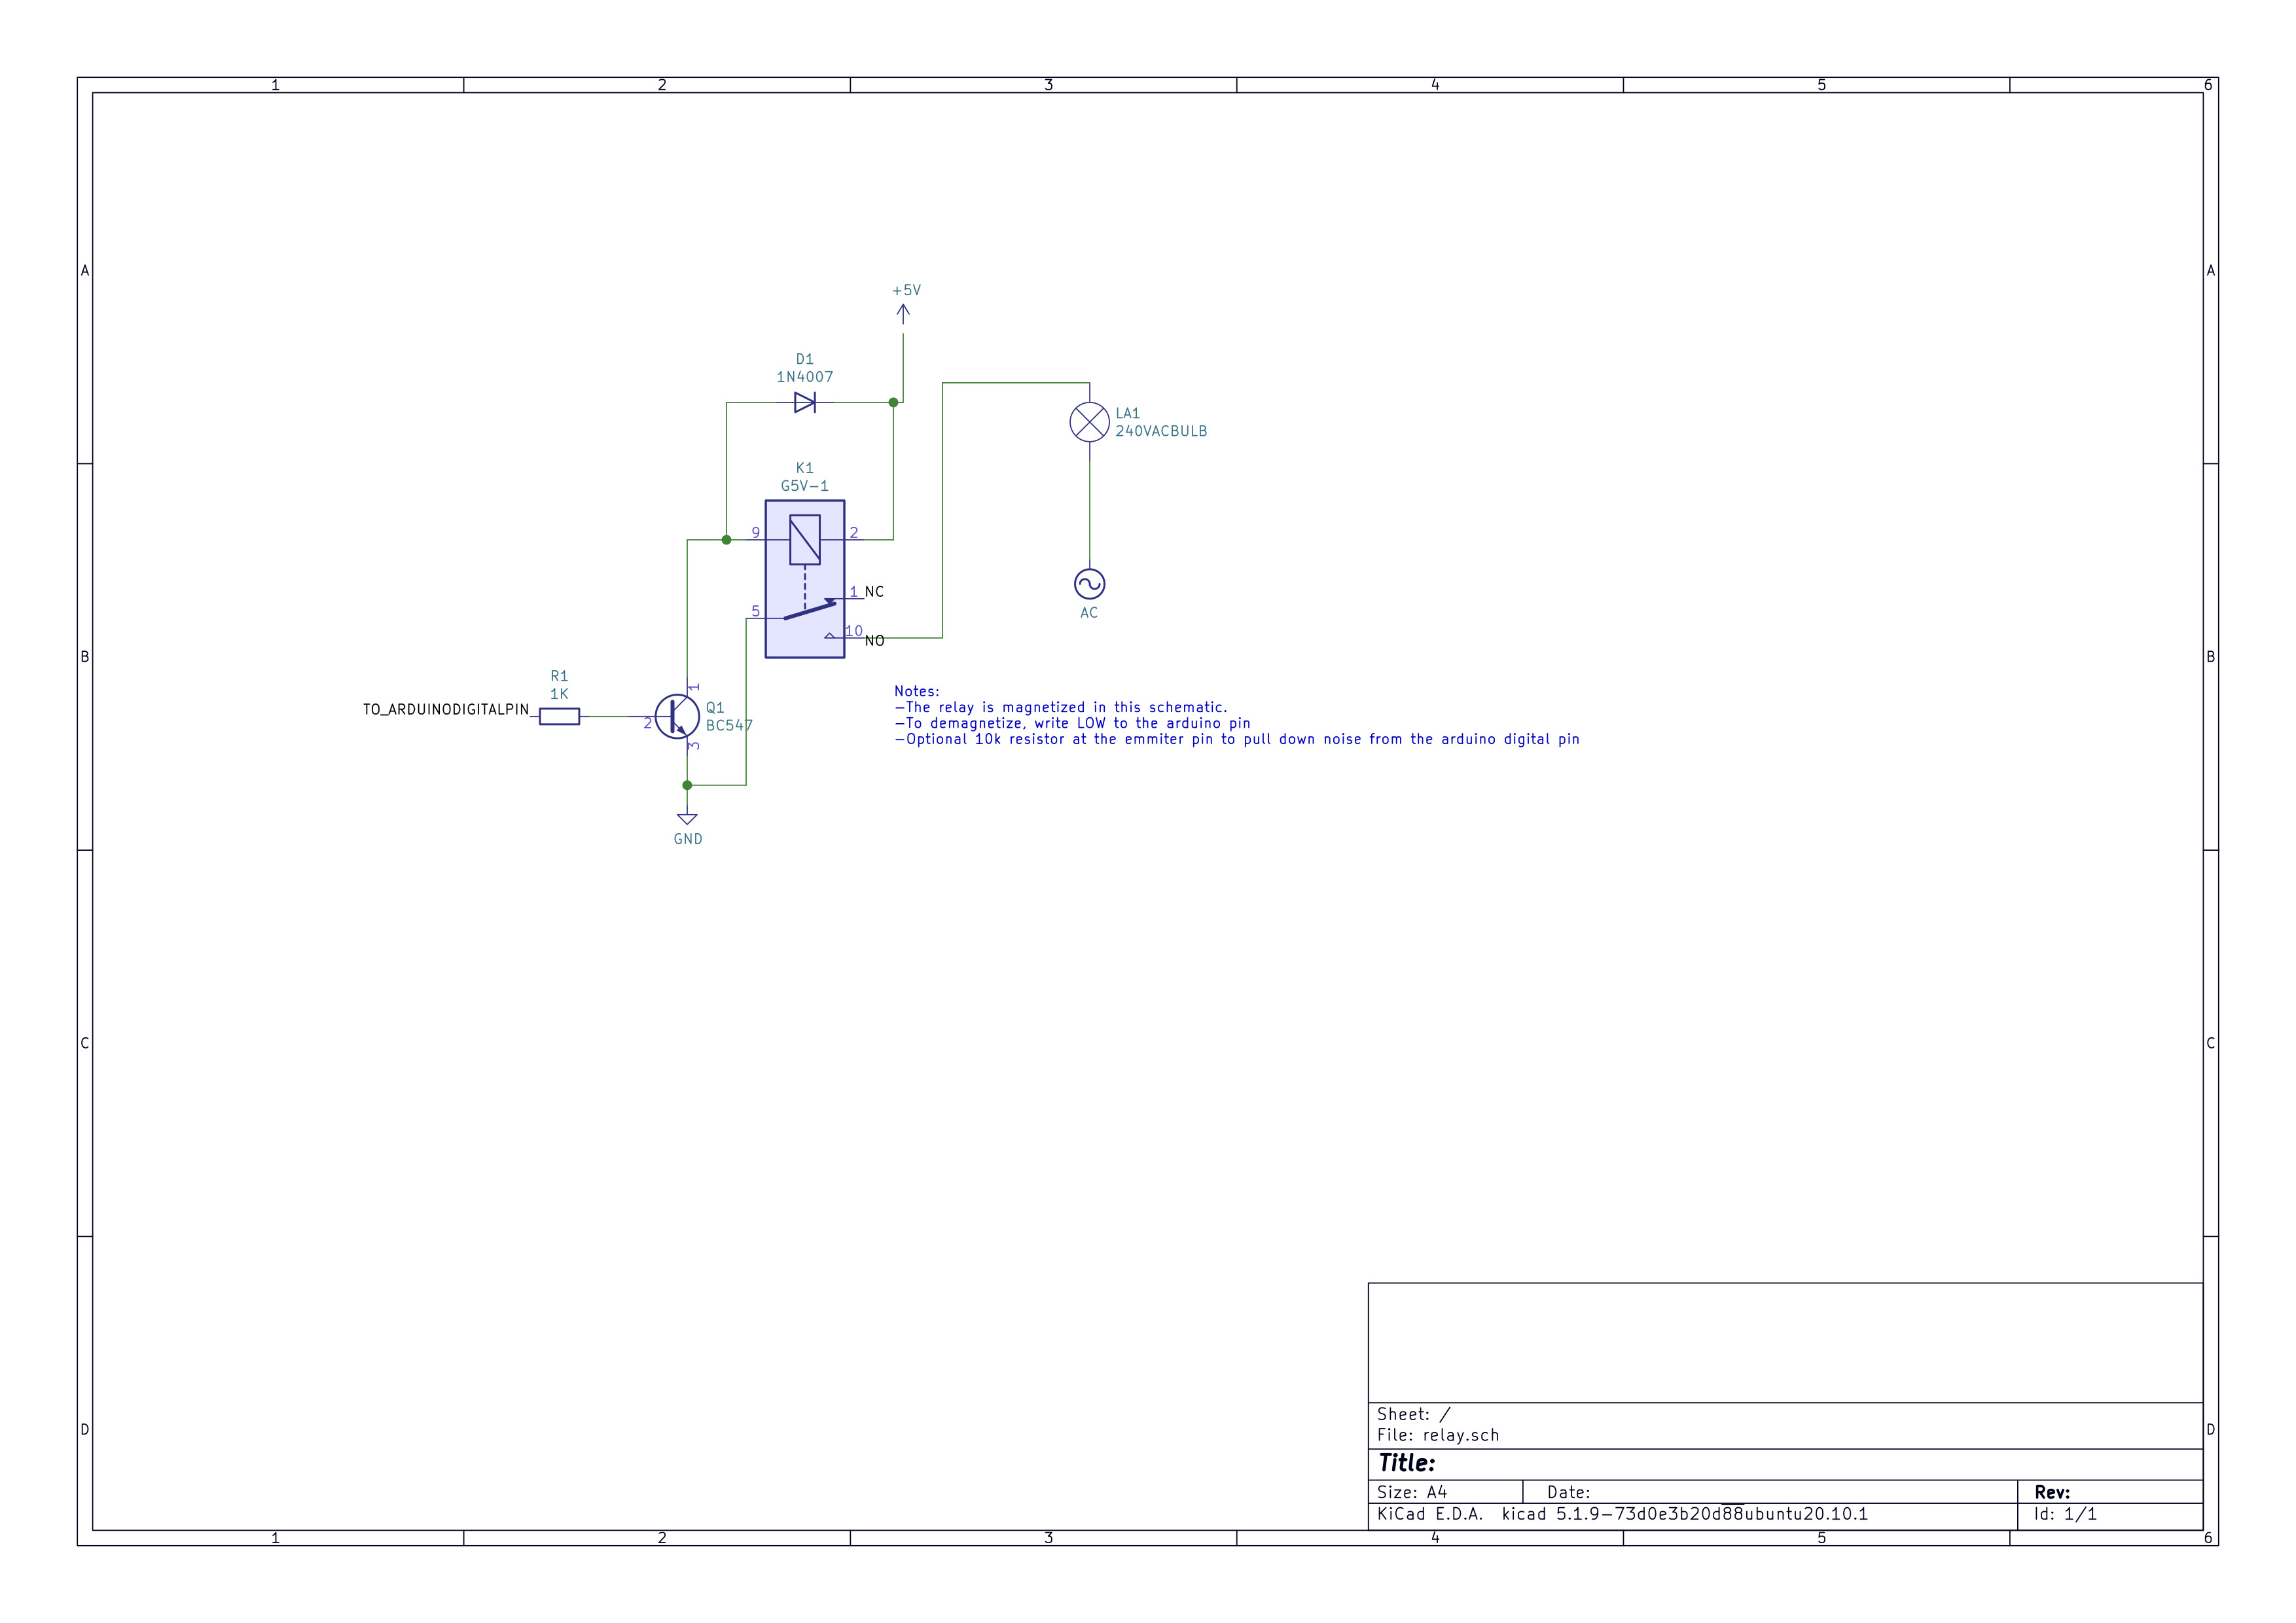 1 2 3 4 5 6
A A
+5V
D1
1N4007
LA1
240VACBULB
K1
G5V-1
9 2
1 NC
5
10 NO
AC
B B
R1
1K
TO_ARDUINODIGITALPIN
1
2
3
Q1
BC547
GND
Notes:
-The relay is magnetized in this schematic.
-To demagnetize, write LOW to the arduino pin
-Optional 10k resistor at the emmiter pin to pull down noise from the arduino digital pin
C C
D D
Sheet: /
File: relay.sch
Title:
Size: A4 Date: Rev:
KiCad E.D.A. kicad 5.1.9-73d0e3b20d88ubuntu20.10.1 Id: 1/1
1 2 3 4 5 6